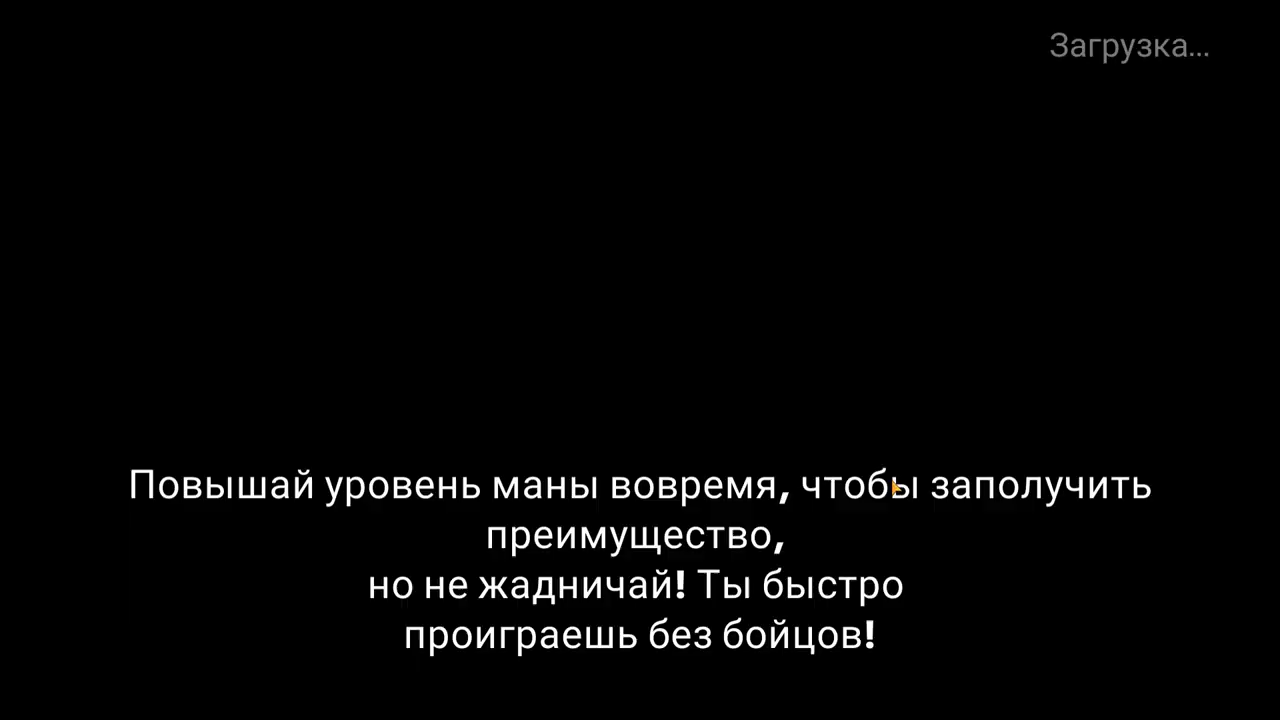 Загрузка...
Повышай уровень маны вовремя, чтобы заполучить
преимущество,
но не жадничай! Ты быстро
проиграешь без бойцов!